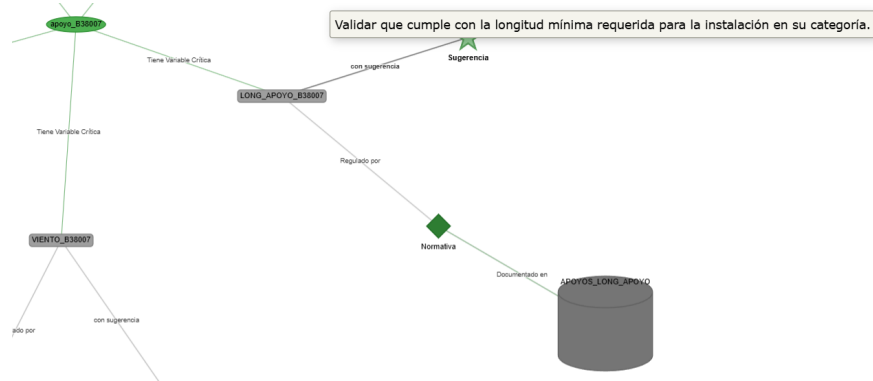 apoyo_B38007
Validar que cumple con la longitud mínima requerida para la instalación en su categoría.
Sugerencia
Tiene Variable Crítica
con sugerencia
LONG_APOYO_B38007
Tiene Variable Crítica
Regulado por
VIENTO_B38007
Normativa
Documentado en
APOYOS_LONG_APOYO
con sugerencia
ado por